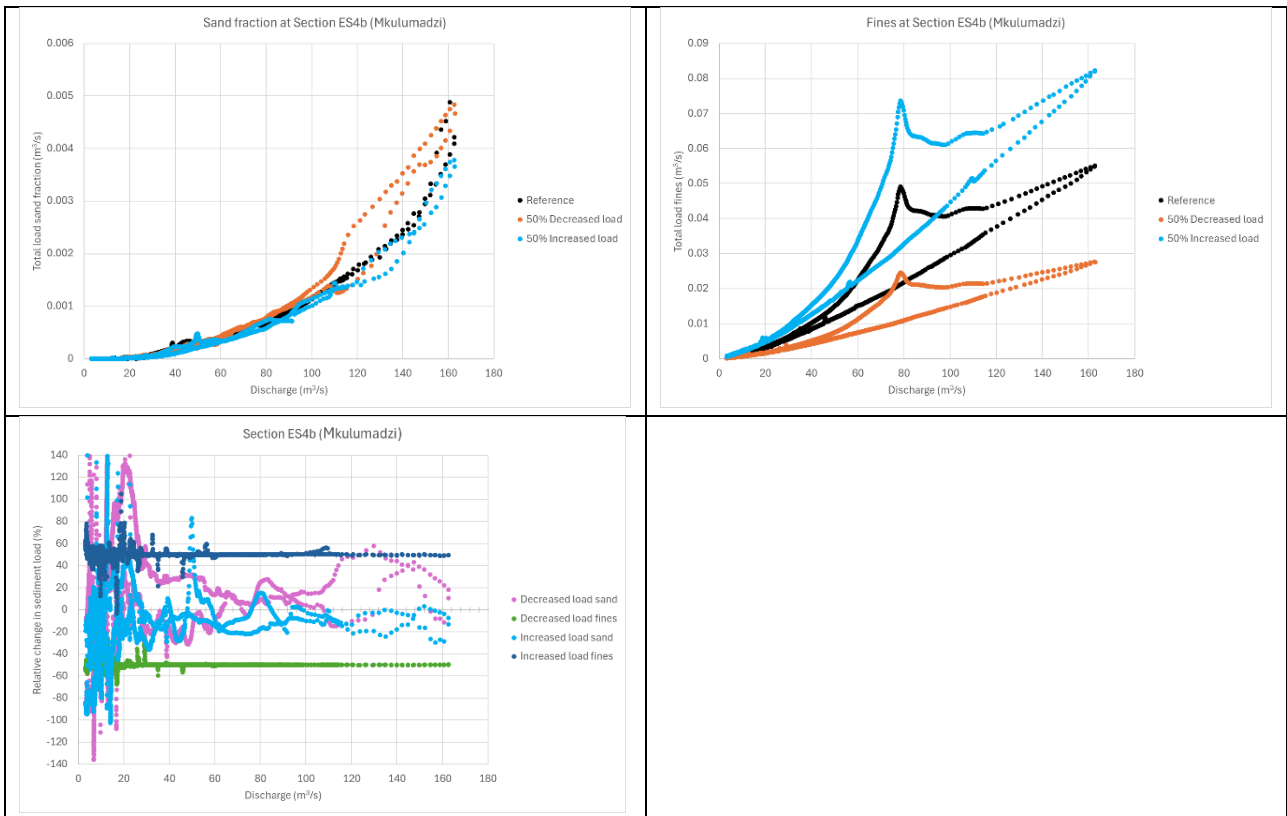 Sand fraction at Section ES4b (Mkulumadzi)
0.006
0.005
0.004
0.003
0.002
0.001
0
Total load sand fraction (m³/s)
0 20 40 60 80 100 120 140 160 180
Discharge (m³/s)
Reference
50% Decreased load
50% Increased load
Fines at Section ES4b (Mkulumadzi)
0.09
0.08
0.07
0.06
0.05
0.04
0.03
0.02
0.01
0
Total load fines (m³/s)
0 20 40 60 80 100 120 140 160 180
Discharge (m³/s)
Reference
50% Decreased load
50% Increased load
Section ES4b (Mkulumadzi)
140
120
100
80
60
40
20
0
-20
-40
-60
-80
-100
-120
-140
Relative change in sediment load (%)
0 20 40 60 80 100 120 140 160 180
Discharge (m³/s)
Decreased load sand
Decreased load fines
Increased load sand
Increased load fines